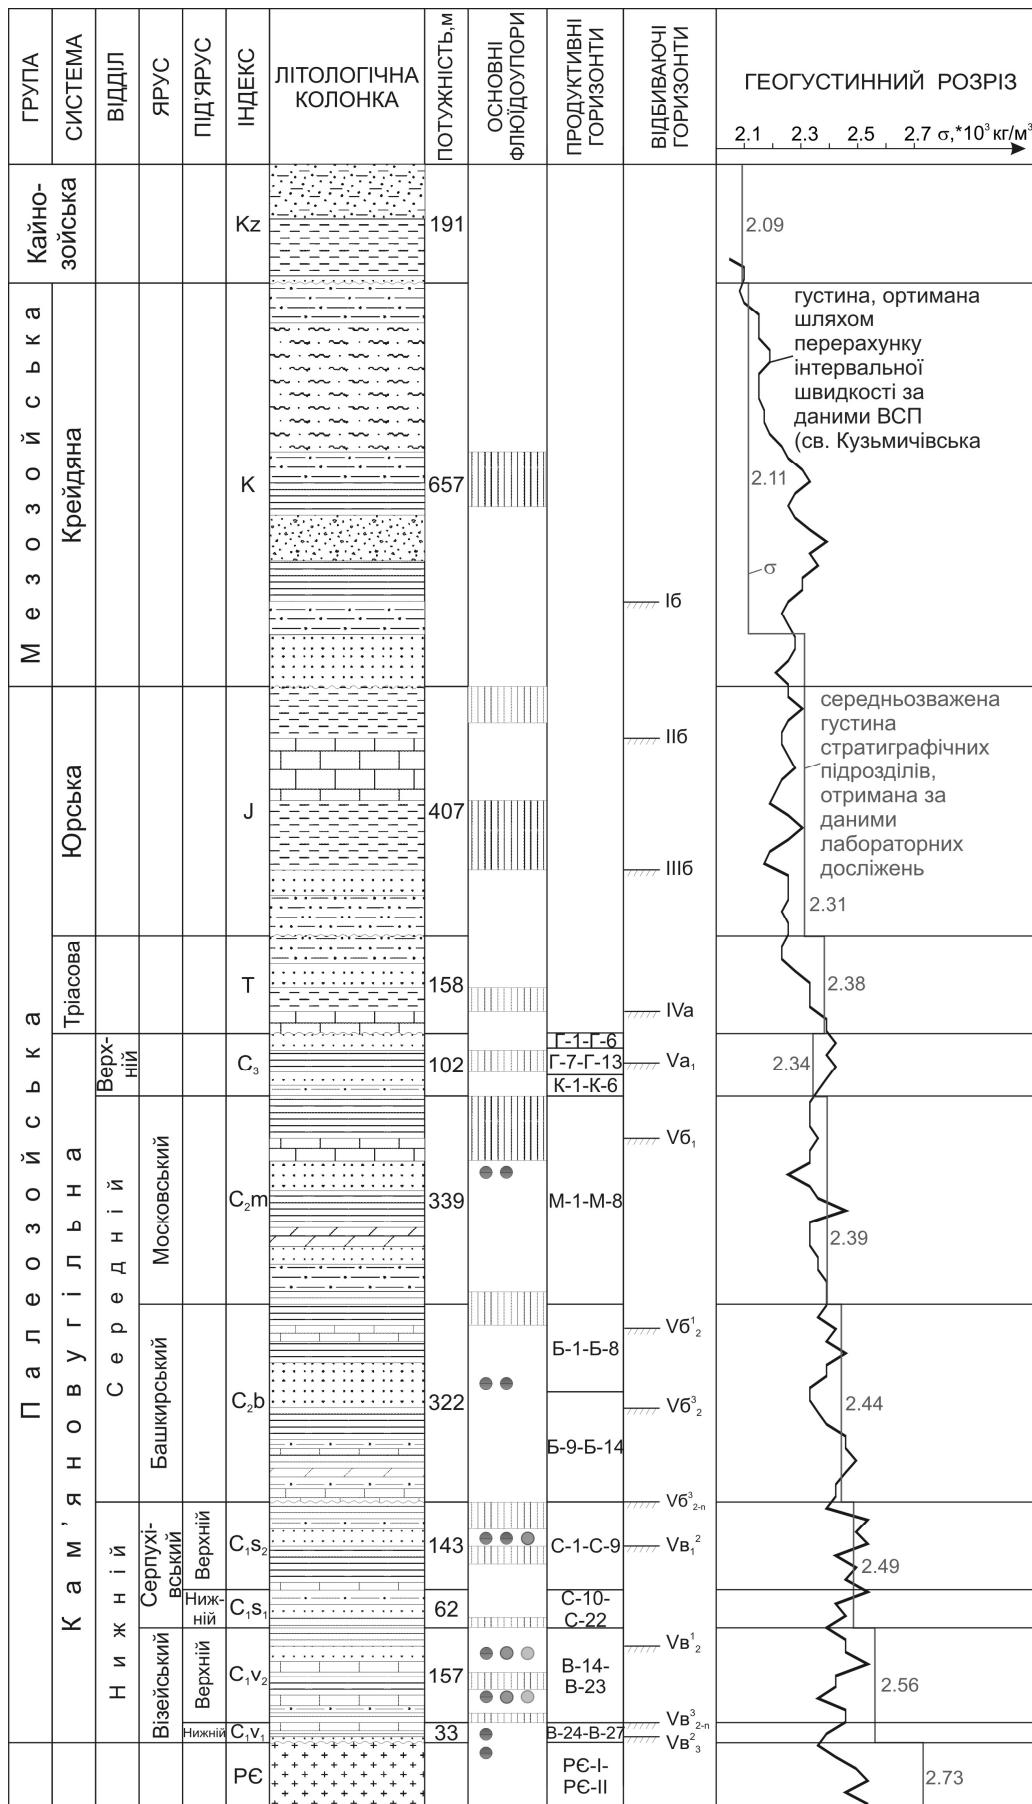 ГРУПА
СИСТЕМА
ВІДДІЛ
ЯРУС
ПІД'ЯРУС
ІНДЕКС
ЛІТОЛОГІЧНА
КОЛОНКА
ПОТУЖНІСТЬ,м
ОСНОВНІ
ФЛЮЇДОУПОРИ
ПРОДУКТИВНІ
ГОРИЗОНТИ
ВІДБИВАЮЧІ
ГОРИЗОНТИ
ГЕОГУСТИННИЙ РОЗРІЗ
2.1 2.3 2.5 2.7 σ,*10³ кг/м³
Кайно-
зойська
Kz
191
2.09
Мезозойська
Крейдяна
K
657
густина, ортимана
шляхом
перерахунку
інтервальної
швидкості за
даними ВСП
(св. Кузьмичівська
2.11
σ
Іб
Юрська
J
407
ІІб
ІІІб
середньозважена
густина
стратиграфічних
підрозділів,
отримана за
даними
лабораторних
досліжень
2.31
Палеозойська
Тріасова
T
158
IVa
2.38
Кам'яновугільна
Верх-
ній
C₃
102
Г-1-Г-6
Г-7-Г-13
К-1-К-6
Va₁
2.34
Середній
Московський
C₂m
339
М-1-М-8
Vб₁
2.39
Башкирський
C₂b
322
Б-1-Б-8
Б-9-Б-14
Vб¹₂
Vб³₂
2.44
Нижній
Серпухі-
вський
Верхній
C₁s₂
143
С-1-С-9
Vб³₂₋ₙ
Vв₁²
2.49
Ниж-
ній
C₁s₁
62
С-10-
С-22
Візейський
Верхній
C₁v₂
157
В-14-
В-23
Vв¹₂
2.56
Нижній
C₁v₁
33
В-24-В-27
Vв³₂₋ₙ
Vв²₃
РЄ
РЄ-І-
РЄ-ІІ
2.73